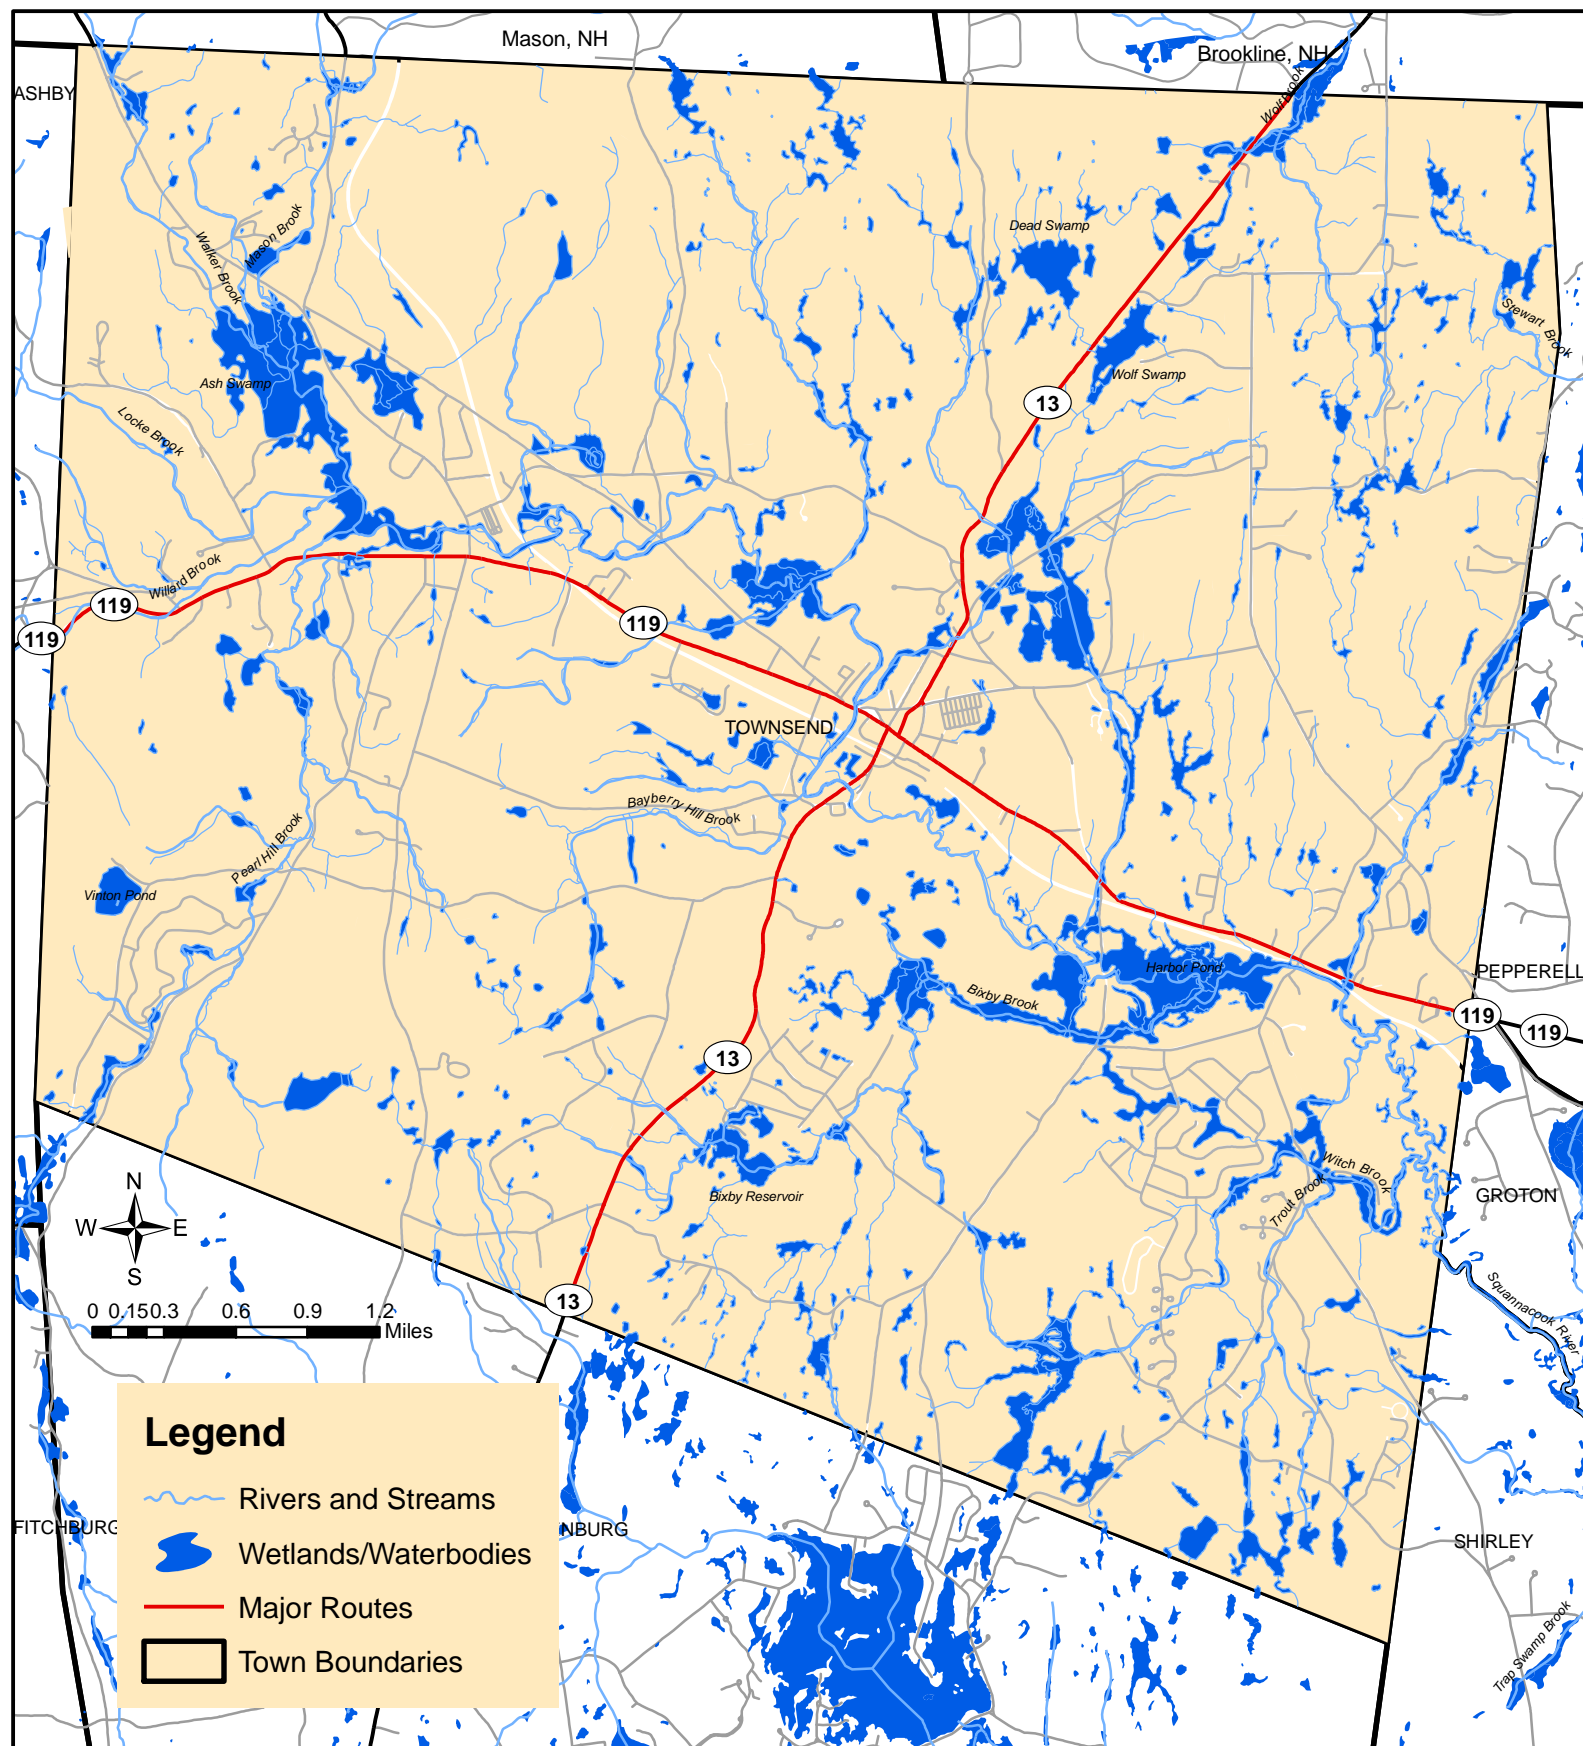 Mason, NH
Brookline, NH
ASHBY
Wolf Brook
Mason Brook
Walker Brook
Dead Swamp
Stewart Brook
Ash Swamp
Wolf Swamp
13
Locke Brook
Willard Brook
119
119
119
TOWNSEND
Bayberry Hill Brook
Pearl Hill Brook
Vinton Pond
Harbor Pond
PEPPERELL
Bixby Brook
119
119
13
Witch Brook
Bixby Reservoir
Trout Brook
GROTON
N
W E
S
Squannacook River
13
0 0.15 0.3 0.6 0.9 1.2
Miles
Legend
Rivers and Streams
FITCHBURG
NBURG
SHIRLEY
Wetlands/Waterbodies
Major Routes
Trap Swamp Brook
Town Boundaries